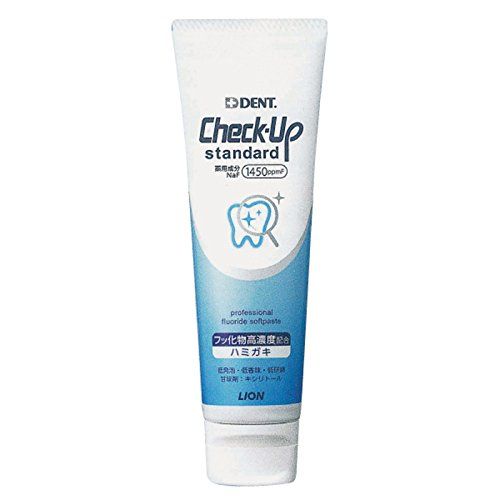 DENT.
Check-Up
standard
薬用成分
NaF 1450ppmF
professional
fluoride softpaste
フッ化物高濃度配合
ハミガキ
低発泡・低香味・低研磨
甘味剤:キシリトール
LION